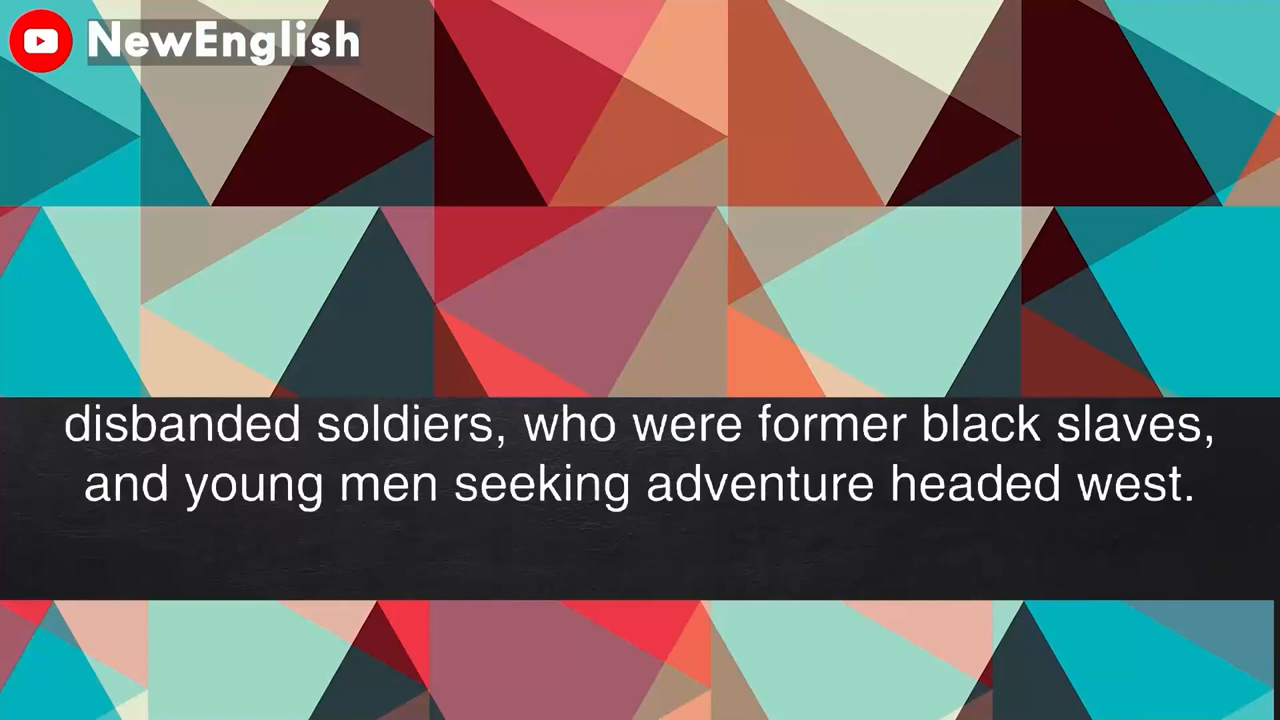 NewEnglish
disbanded soldiers, who were former black slaves,
and young men seeking adventure headed west.